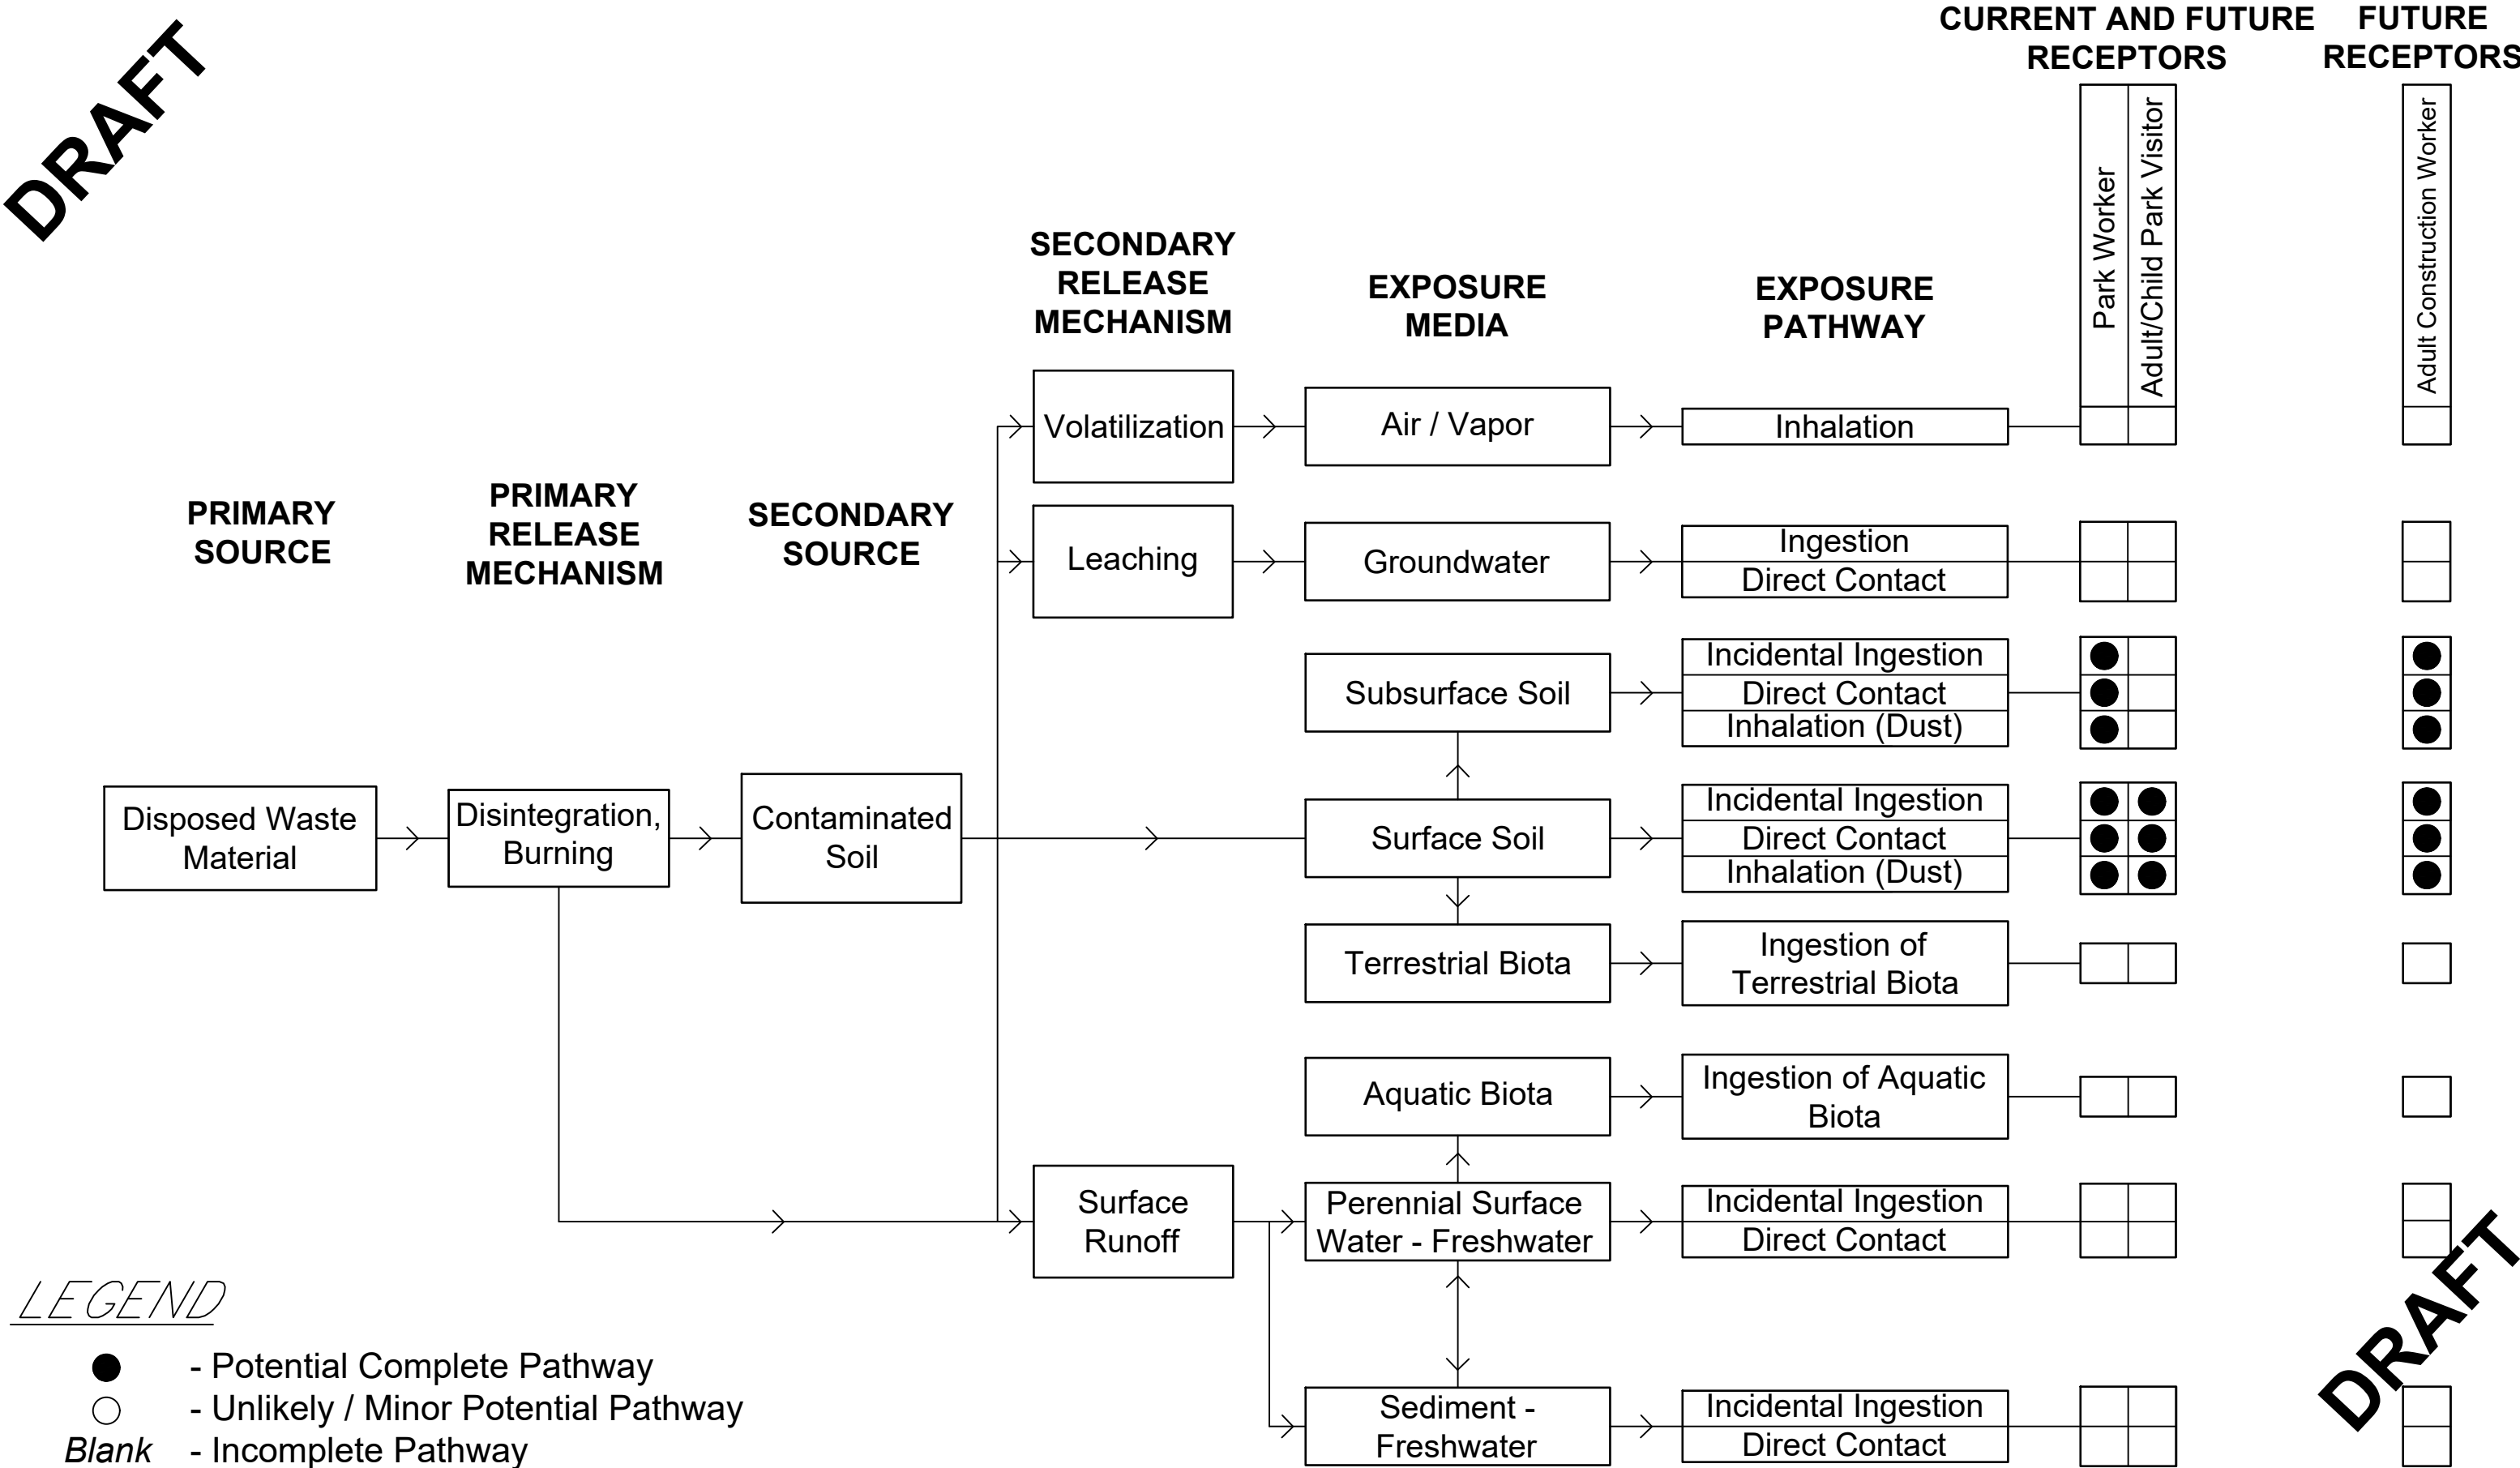 DRAFT
CURRENT AND FUTURE
RECEPTORS
FUTURE
RECEPTORS
Park Worker
Adult/Child Park Visitor
Adult Construction Worker
PRIMARY
SOURCE
PRIMARY
RELEASE
MECHANISM
SECONDARY
SOURCE
SECONDARY
RELEASE
MECHANISM
EXPOSURE
MEDIA
EXPOSURE
PATHWAY
Volatilization
Air / Vapor
Inhalation
Leaching
Groundwater
Ingestion
Direct Contact
Subsurface Soil
Incidental Ingestion
Direct Contact
Inhalation (Dust)
Disposed Waste
Material
Disintegration,
Burning
Contaminated
Soil
Surface Soil
Incidental Ingestion
Direct Contact
Inhalation (Dust)
Terrestrial Biota
Ingestion of
Terrestrial Biota
Aquatic Biota
Ingestion of Aquatic
Biota
Surface
Runoff
Perennial Surface
Water - Freshwater
Incidental Ingestion
Direct Contact
Sediment -
Freshwater
Incidental Ingestion
Direct Contact
LEGEND
- Potential Complete Pathway
- Unlikely / Minor Potential Pathway
Blank - Incomplete Pathway
DRAFT